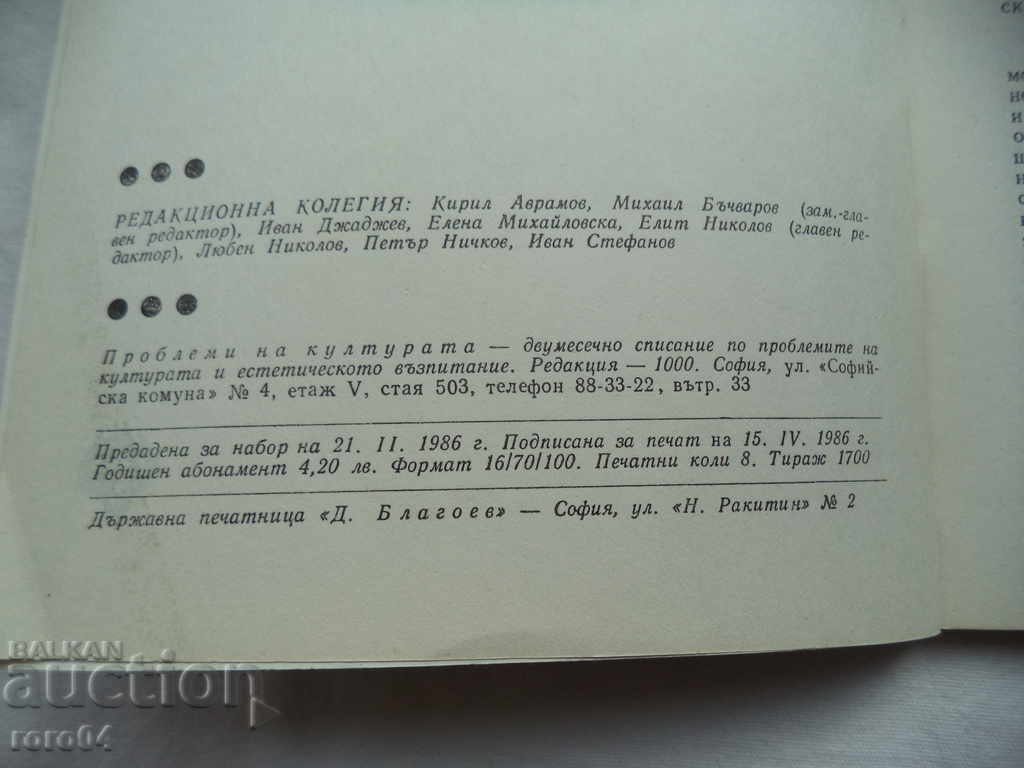 РЕДАКЦИОННА КОЛЕГИЯ: Кирил Аврамов, Михаил Бъчваров (зам.-гла-
вен редактор), Иван Джаджев, Елена Михайловска, Елит Николов (главен ре-
дактор), Любен Николов, Петър Ничков, Иван Стефанов
Проблеми на културата — двумесечно списание по проблемите на
културата и естетическото възпитание. Редакция — 1000. София, ул. «Софий-
ска комуна» № 4, етаж V, стая 503, телефон 88-33-22, вътр. 33
Предадена за набор на 21. II. 1986 г. Подписана за печат на 15. IV. 1986 г.
Годишен абонамент 4,20 лв. Формат 16/70/100. Печатни коли 8. Тираж 1700
Държавна печатница «Д. Благоев» — София, ул. «Н. Ракитин» № 2
BALKAN
auction
roro04